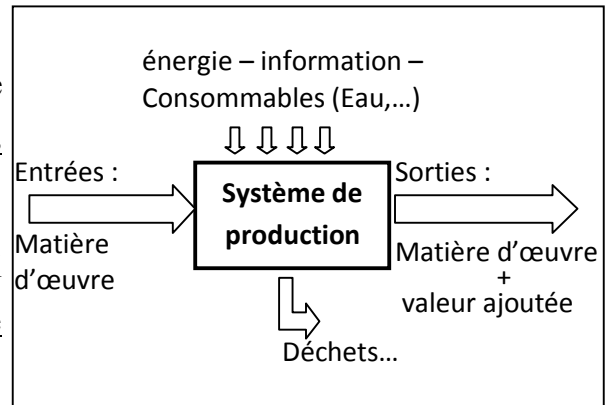 énergie – information –
Consommables (Eau,...)
Entrées :
Système de
production
Sorties :
Matière
d'œuvre
Matière d'œuvre
+
valeur ajoutée
Déchets...